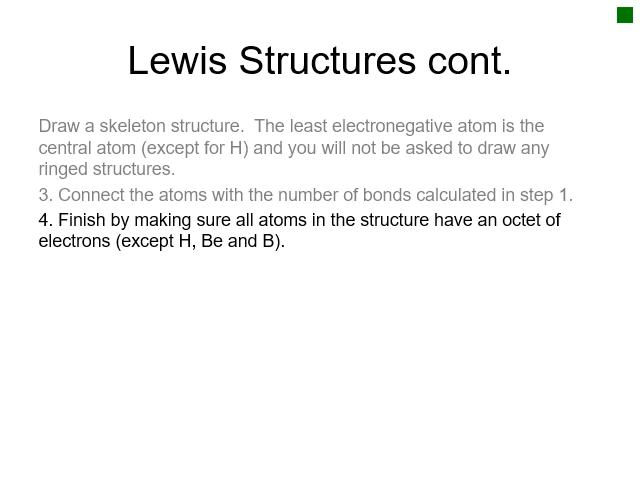 Lewis Structures cont.
Draw a skeleton structure.  The least electronegative atom is the
central atom (except for H) and you will not be asked to draw any
ringed structures.
3. Connect the atoms with the number of bonds calculated in step 1.
4. Finish by making sure all atoms in the structure have an octet of
electrons (except H, Be and B).